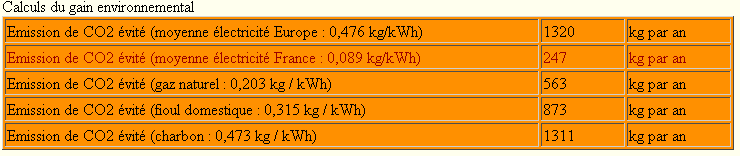 Calculs du gain environnemental
Emission de CO2 évité (moyenne électricité Europe : 0,476 kg/kWh) 1320 kg par an
Emission de CO2 évité (moyenne électricité France : 0,089 kg/kWh) 247 kg par an
Emission de CO2 évité (gaz naturel : 0,203 kg / kWh) 563 kg par an
Emission de CO2 évité (fioul domestique : 0,315 kg / kWh) 873 kg par an
Emission de CO2 évité (charbon : 0,473 kg / kWh) 1311 kg par an